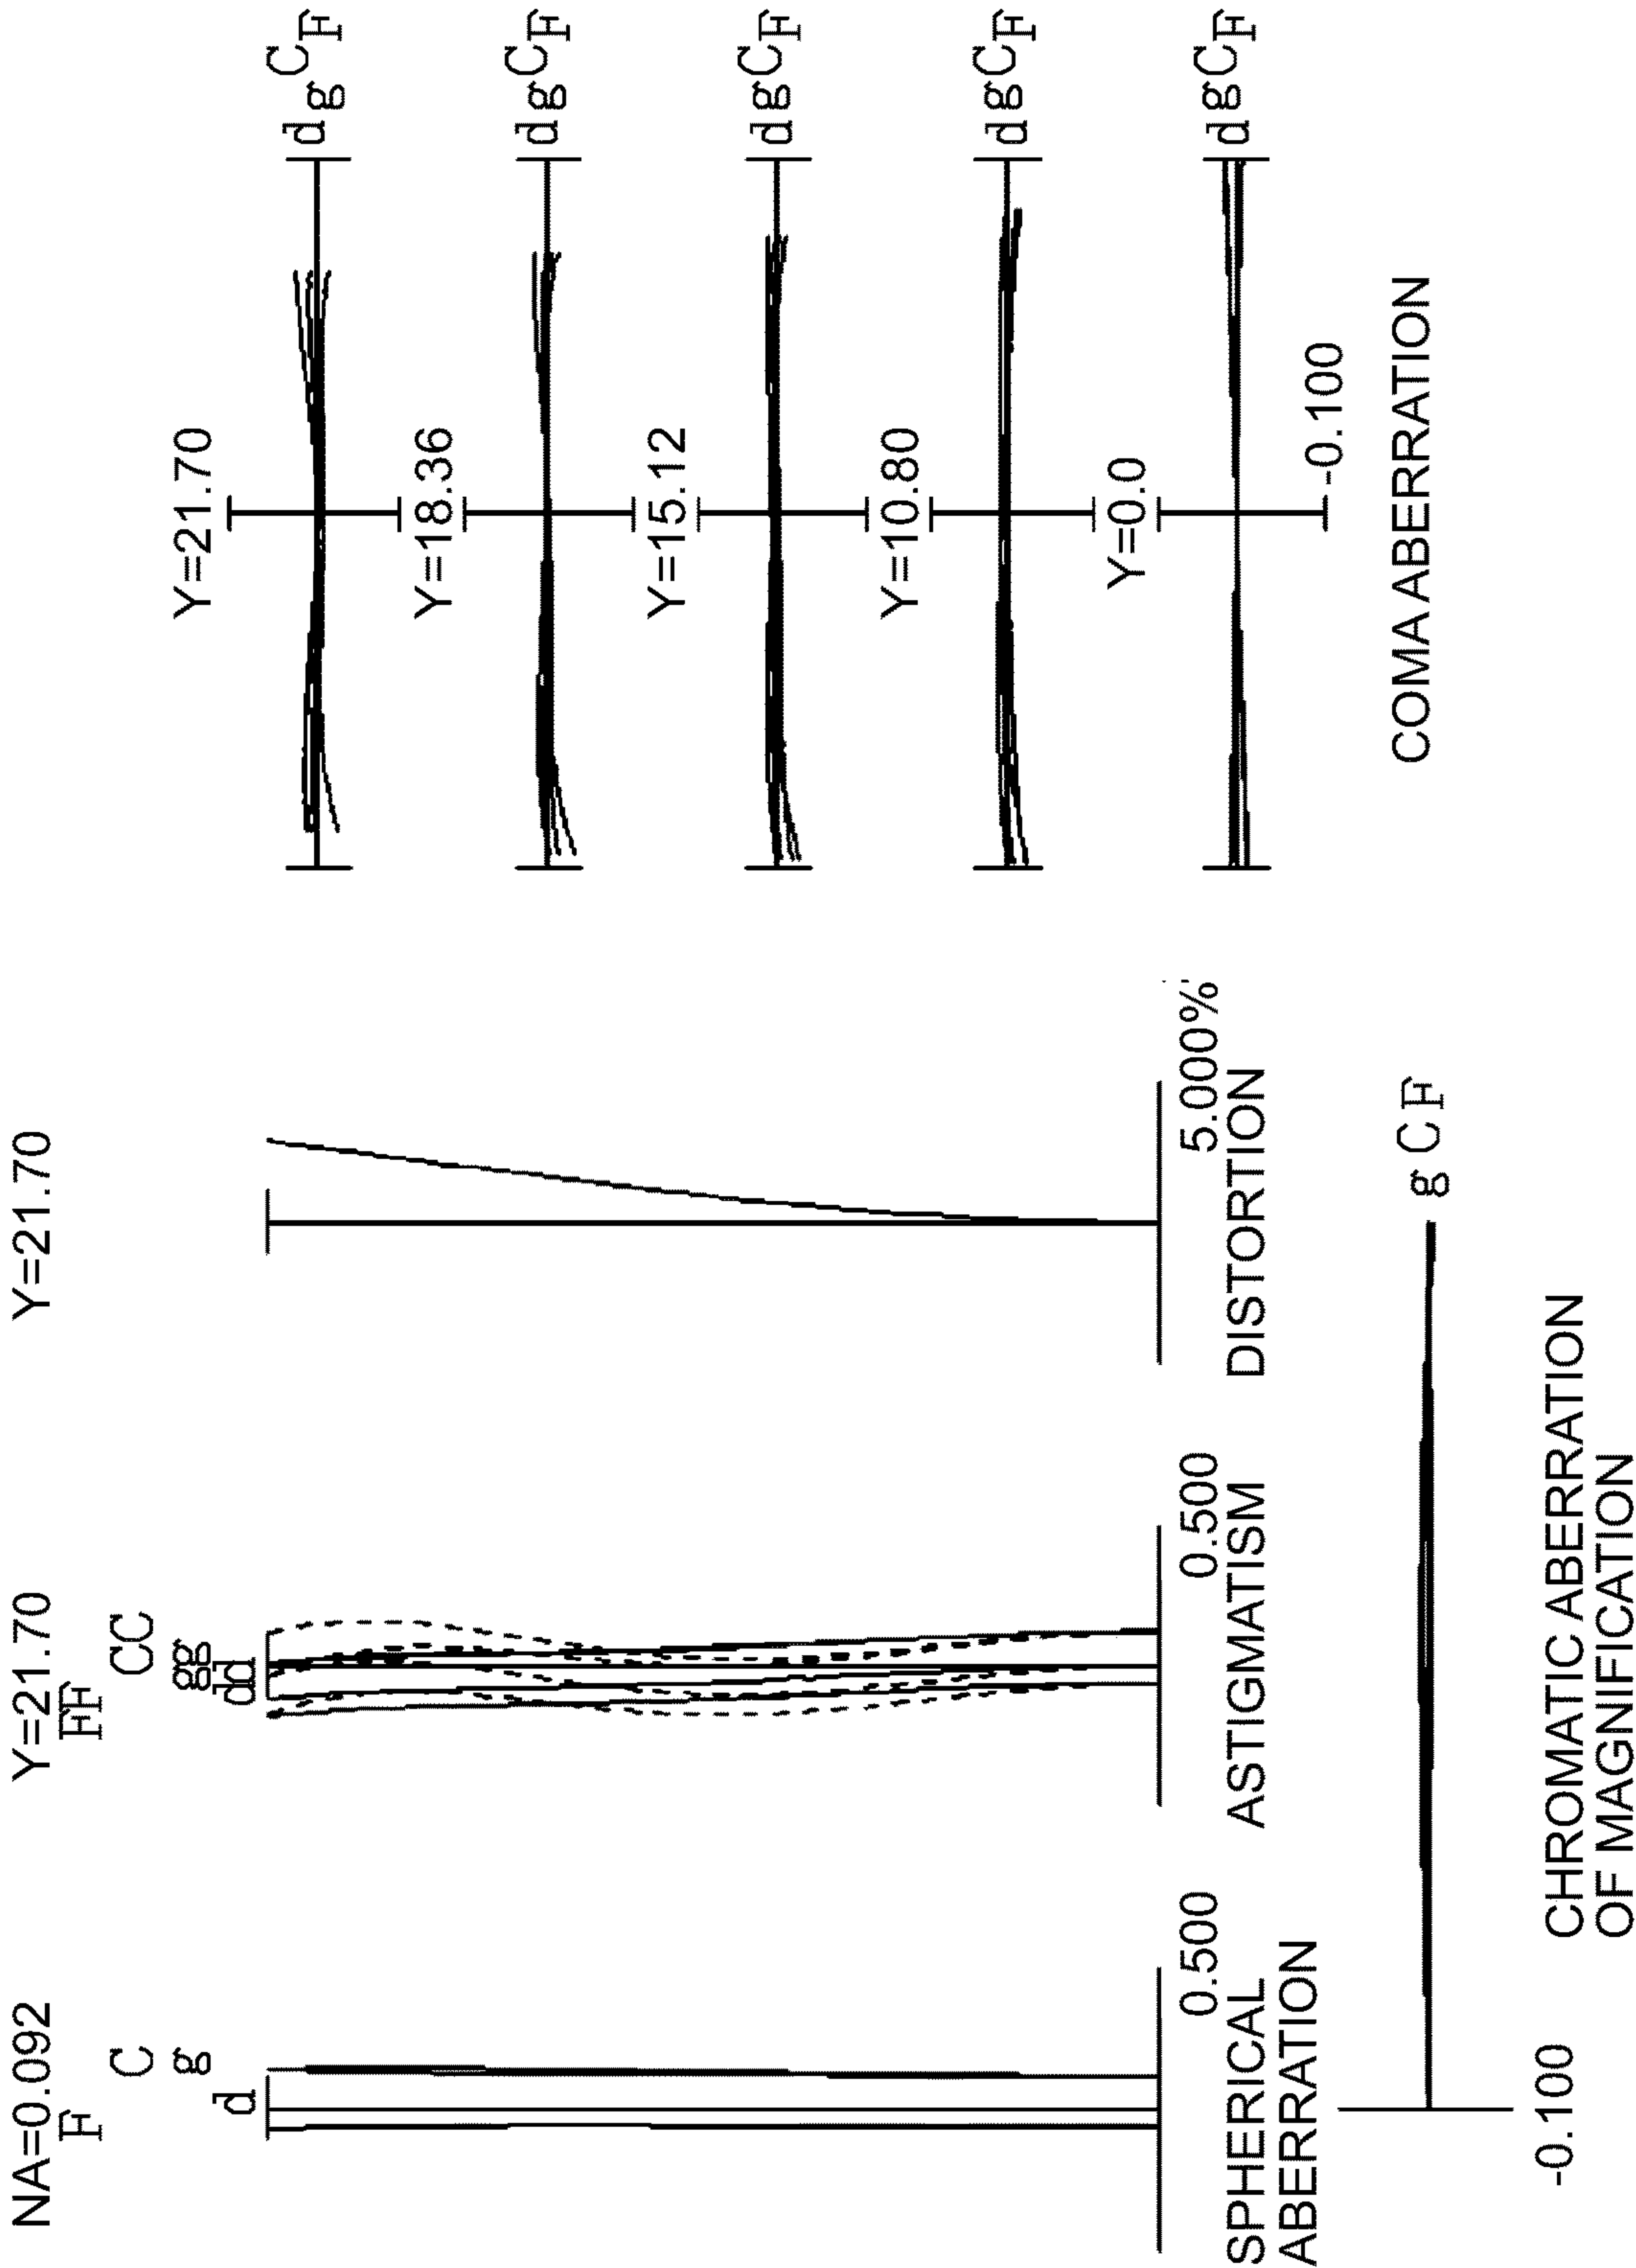 NA=0.092
F
C
g
d
0.500
SPHERICAL
ABERRATION
Y=21.70
FF
CC
gg
dd
0.500
ASTIGMATISM
Y=21.70
5.000%
DISTORTION
Y=21.70
d g C F
Y=18.36
d g C F
Y=15.12
d g C F
Y=10.80
d g C F
Y=0.0
d g C F
-0.100
COMA ABERRATION
g C F
-0.100
CHROMATIC ABERRATION
OF MAGNIFICATION